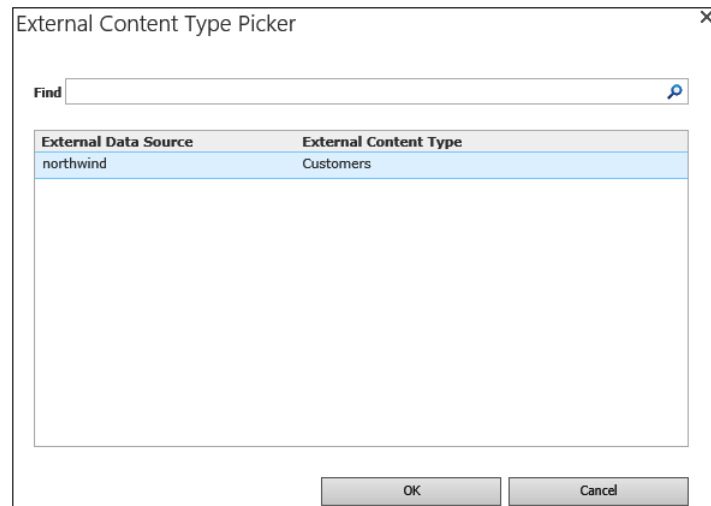 External Content Type Picker
Find
External Data Source External Content Type
northwind Customers
OK Cancel